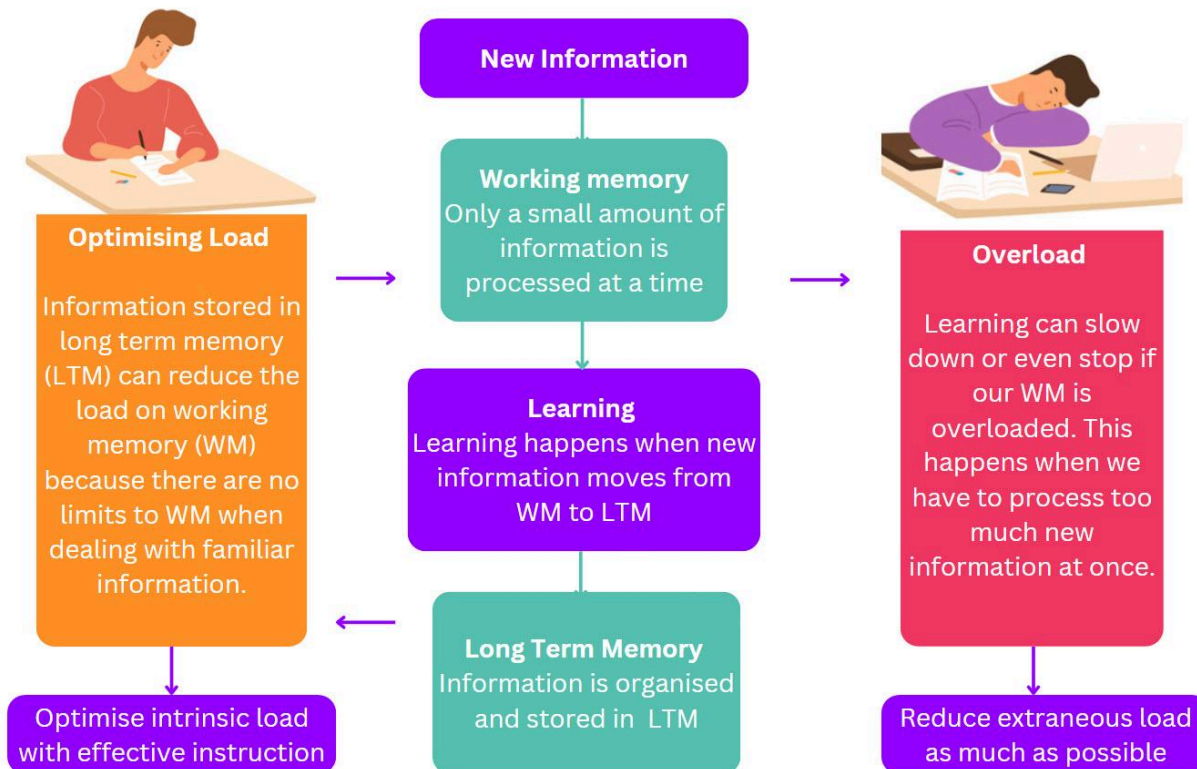 New Information
Working memory
Only a small amount of
information is
processed at a time
Optimising Load
Information stored in
long term memory
(LTM) can reduce the
load on working
memory (WM)
because there are no
limits to WM when
dealing with familiar
information.
Overload
Learning can slow
down or even stop if
our WM is
overloaded. This
happens when we
have to process too
much new
information at once.
Learning
Learning happens when new
information moves from
WM to LTM
Long Term Memory
Information is organised
and stored in LTM
Optimise intrinsic load
with effective instruction
Reduce extraneous load
as much as possible